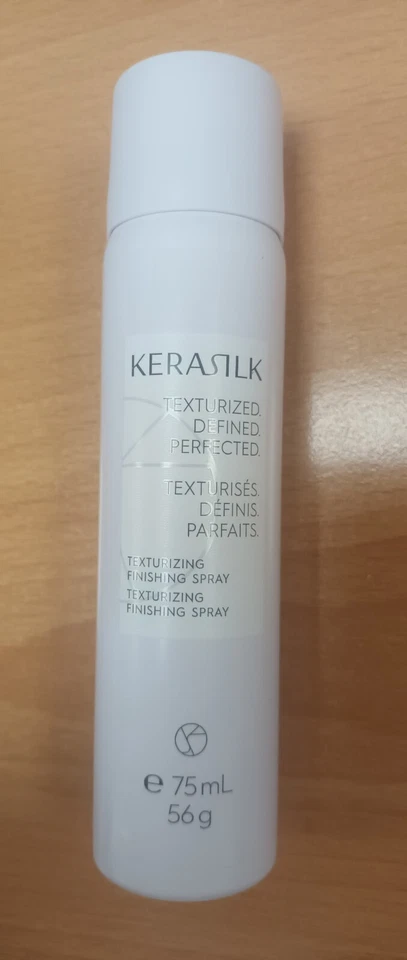 KERASILK
TEXTURIZED.
DEFINED.
PERFECTED.
TEXTURISÉS.
DÉFINIS.
PARFAITS.
TEXTURIZING
FINISHING SPRAY
TEXTURIZING
FINISHING SPRAY
℮ 75mL
56g